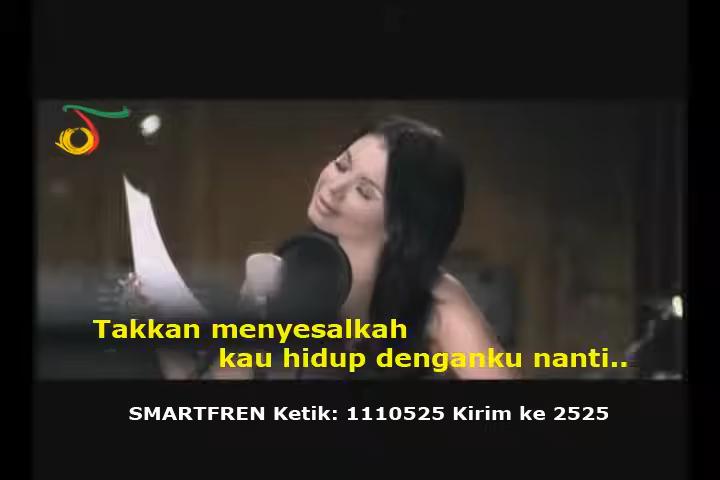 Takkan menyesalkah
kau hidup denganku nanti..
SMARTFREN Ketik: 1110525 Kirim ke 2525